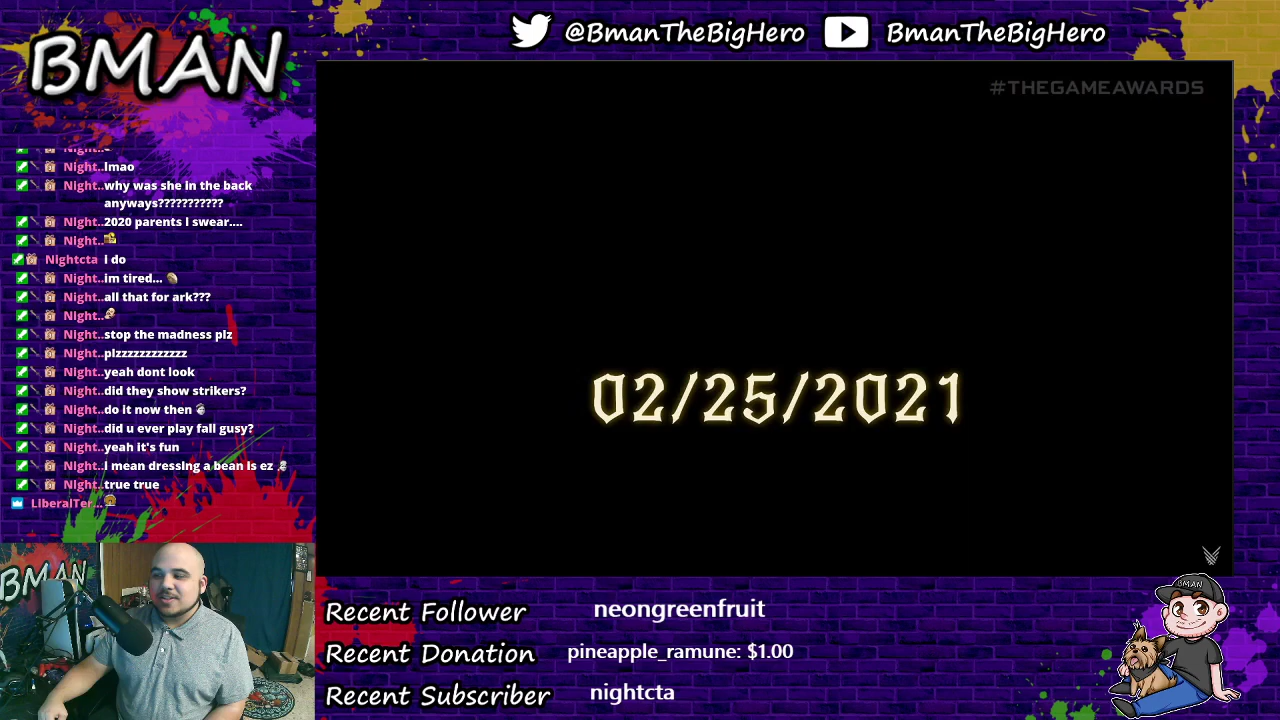 BMAN
@BmanTheBigHero
BmanTheBigHero
#THEGAMEAWARDS
Night..
Night..lmao
Night..why was she in the back
anyways???????????
Night..2020 parents I swear....
Night..
Nightcta i do
Night..im tired...
Night..all that for ark???
Night..
Night..stop the madness plz
Night..plzzzzzzzzzzzz
Night..yeah dont look
Night..did they show strikers?
Night..do it now then
Night..did u ever play fall gusy?
Night..yeah it's fun
Night..i mean dressing a bean is ez
Night..true true
LiberalTer...
02/25/2021
BMAN
Recent Follower neongreenfruit
Recent Donation pineapple_ramune: $1.00
Recent Subscriber nightcta
BMAN